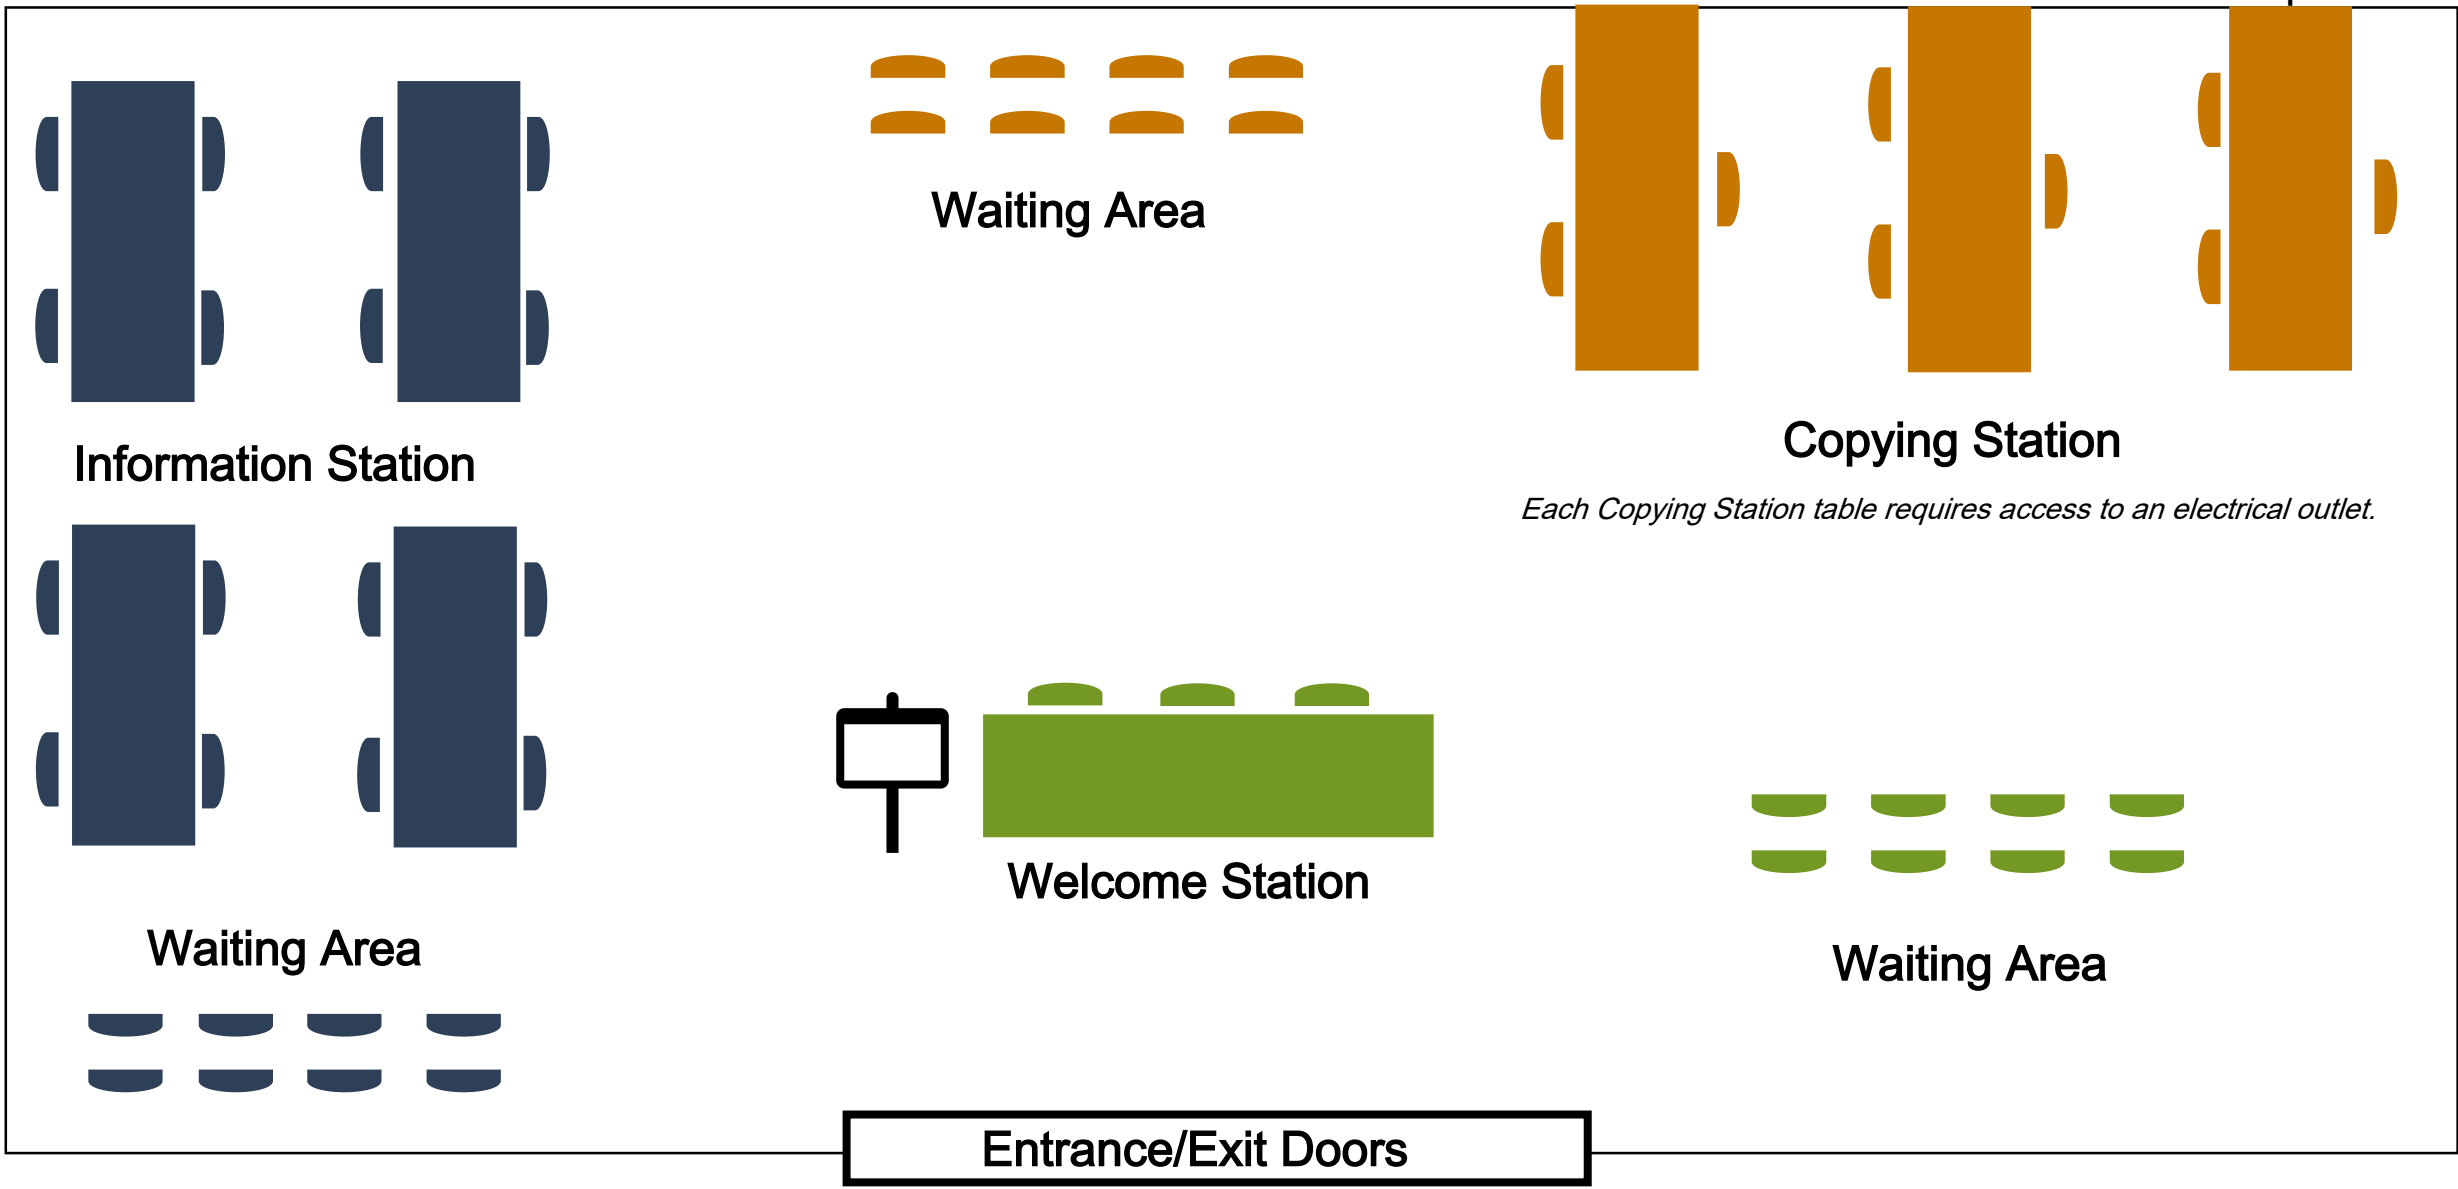 Waiting Area
Copying Station
Information Station
Each Copying Station table requires access to an electrical outlet.
Welcome Station
Waiting Area
Waiting Area
Entrance/Exit Doors